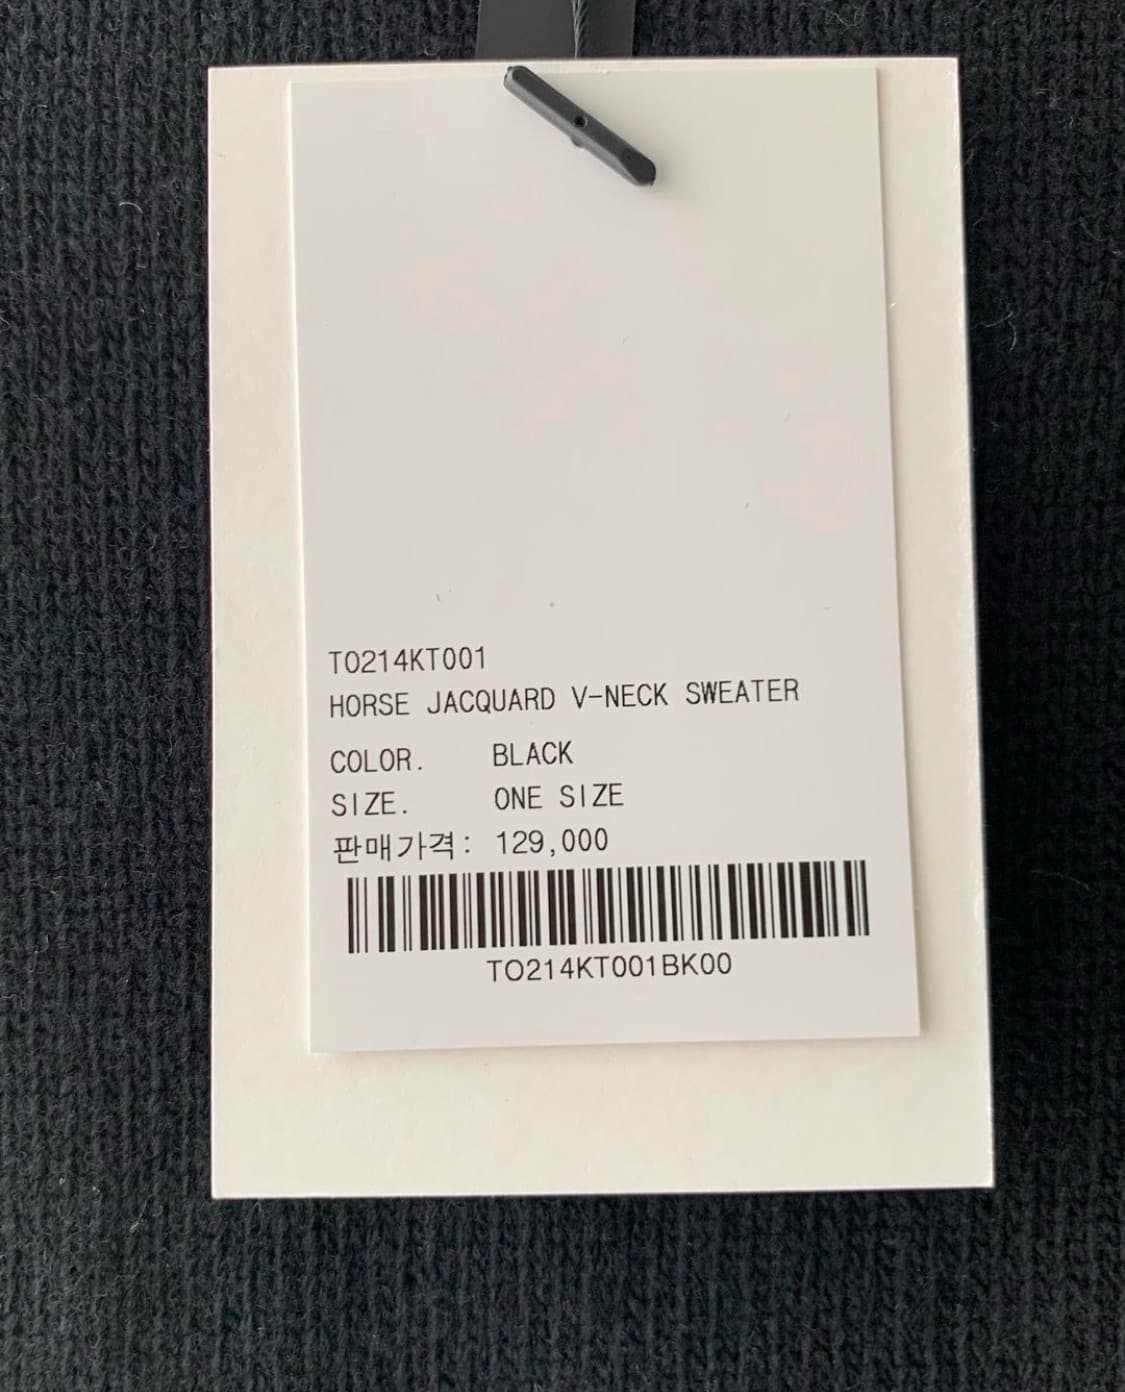 TO214KT001
HORSE JACQUARD V-NECK SWEATER
COLOR. BLACK
SIZE. ONE SIZE
판매가격: 129,000
TO214KT001BK00